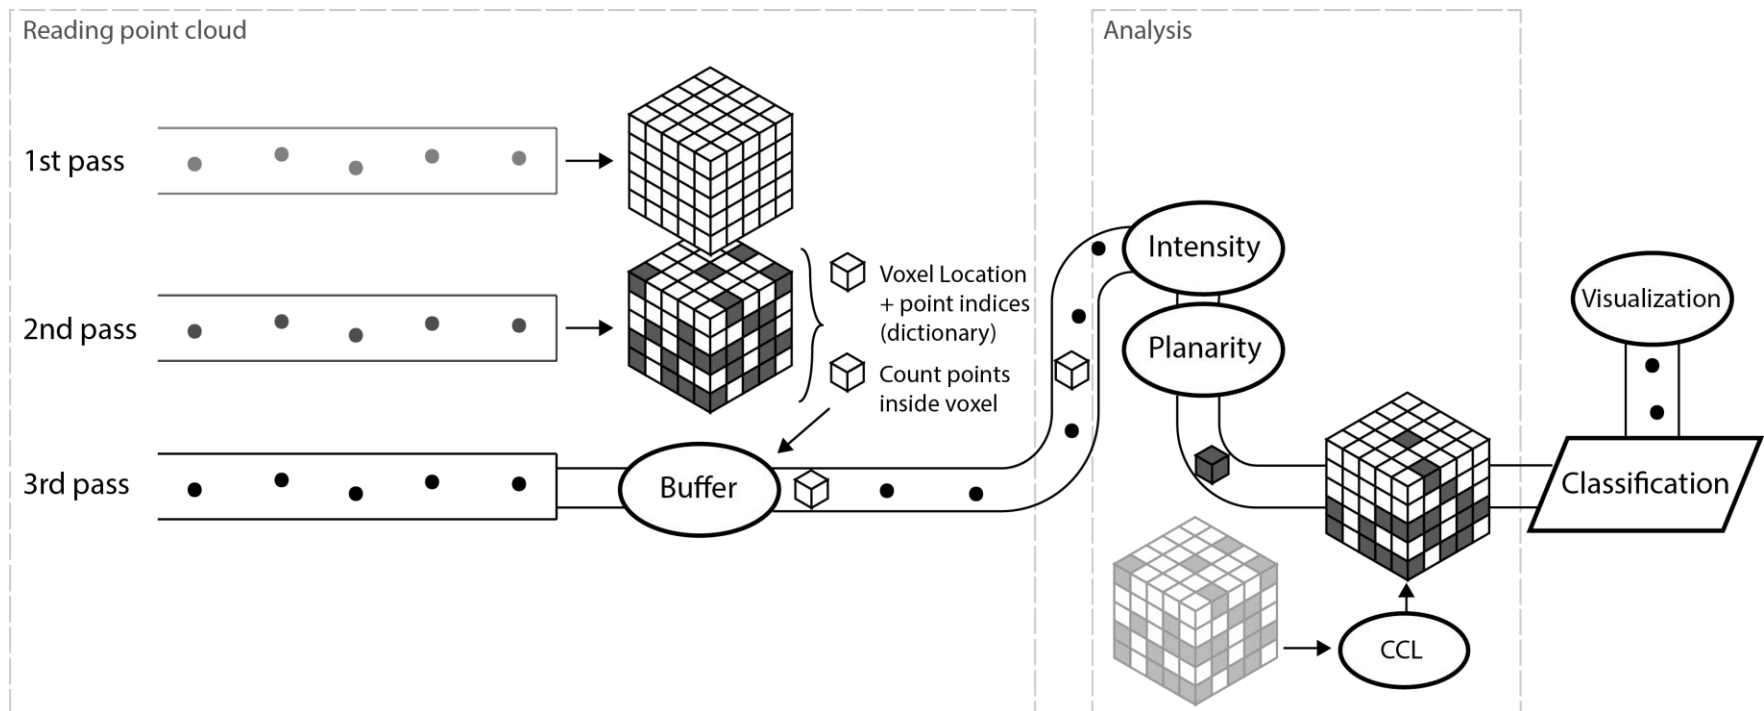 Reading point cloud
1st pass
2nd pass
Voxel Location
+ point indices
(dictionary)
Count points
inside voxel
3rd pass
Buffer
Analysis
Intensity
Planarity
CCL
Visualization
Classification